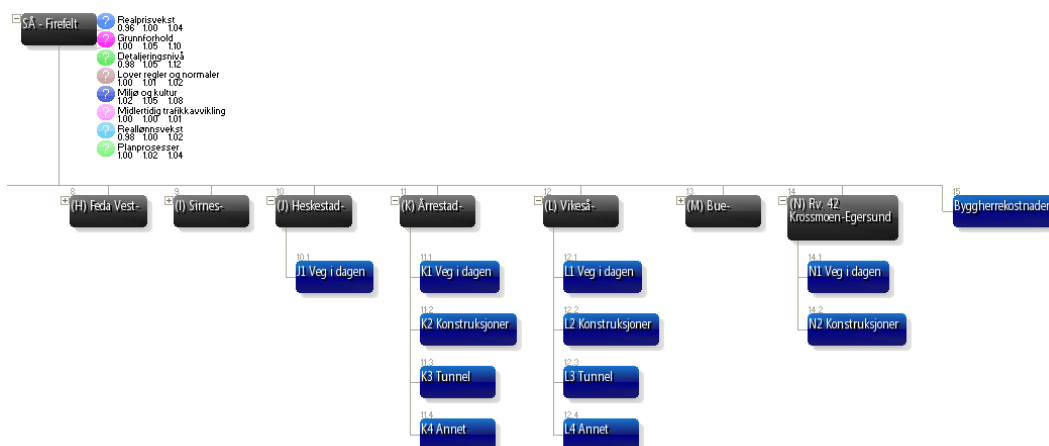 SÅ - Firefelt
Realprisvekst
0.96 1.00 1.04
Grunnforhold
1.00 1.05 1.10
Detaljeringsnivå
0.98 1.05 1.12
Lover regler og normaler
1.00 1.01 1.02
Miljø og kultur
1.02 1.05 1.08
Midlertidig trafikkavvikling
1.00 1.00 1.01
Reallønnsvekst
0.98 1.00 1.02
Planprosesser
1.00 1.02 1.04
8
(H) Feda Vest-
9
(I) Sirnes-
10
(J) Heskestad-
11
(K) Årrestad-
12
(L) Vikeså-
13
(M) Bue-
14
(N) Rv. 42
Krossmoen-Egersund
15
Byggherrekostnader
10.1
J1 Veg i dagen
11.1
K1 Veg i dagen
12.1
L1 Veg i dagen
14.1
N1 Veg i dagen
11.2
K2 Konstruksjoner
12.2
L2 Konstruksjoner
14.2
N2 Konstruksjoner
11.3
K3 Tunnel
12.3
L3 Tunnel
11.4
K4 Annet
12.4
L4 Annet